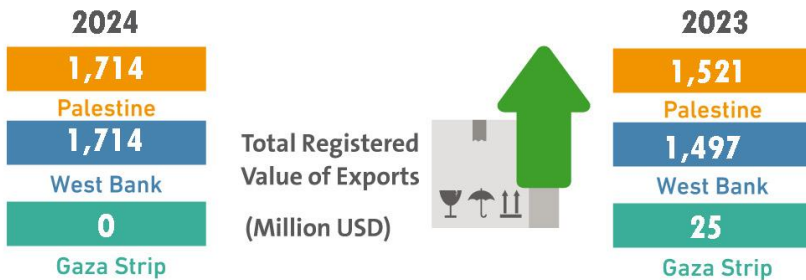 2024
1,714
Palestine
1,714
West Bank
0
Gaza Strip
Total Registered
Value of Exports
(Million USD)
2023
1,521
Palestine
1,497
West Bank
25
Gaza Strip